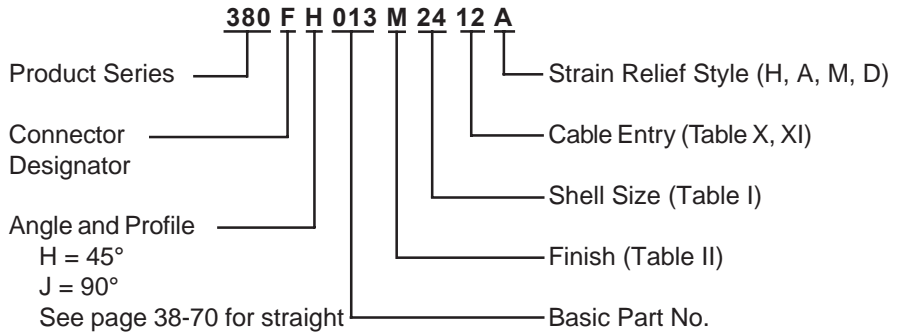 380 F H 013 M 24 12 A
Product Series
Connector
Designator
Angle and Profile
H = 45°
J = 90°
See page 38-70 for straight
Strain Relief Style (H, A, M, D)
Cable Entry (Table X, XI)
Shell Size (Table I)
Finish (Table II)
Basic Part No.